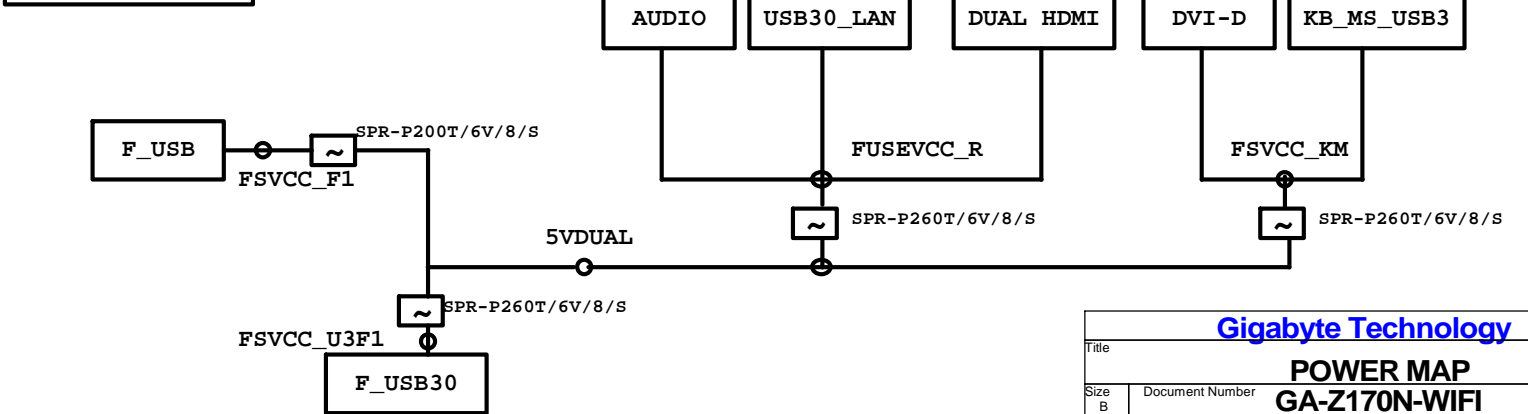 AUDIO USB30_LAN DUAL HDMI DVI-D KB_MS_USB3
SPR-P200T/6V/8/S
F_USB ~ FUSEVCC_R FSVCC_KM
FSVCC_F1
~ SPR-P260T/6V/8/S ~ SPR-P260T/6V/8/S
5VDUAL
~ SPR-P260T/6V/8/S
FSVCC_U3F1
F_USB30
Gigabyte Technology
Title
POWER MAP
Size Document Number
B GA-Z170N-WIFI